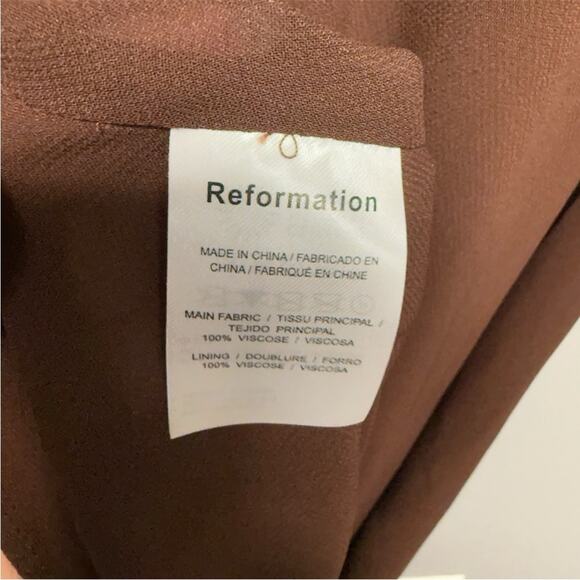 Reformation
MADE IN CHINA / FABRICADO EN
CHINA / FABRIQUÉ EN CHINE
MAIN FABRIC / TISSU PRINCIPAL /
TEJIDO PRINCIPAL
100% VISCOSE / VISCOSA
LINING / DOUBLURE / FORRO
100% VISCOSE / VISCOSA